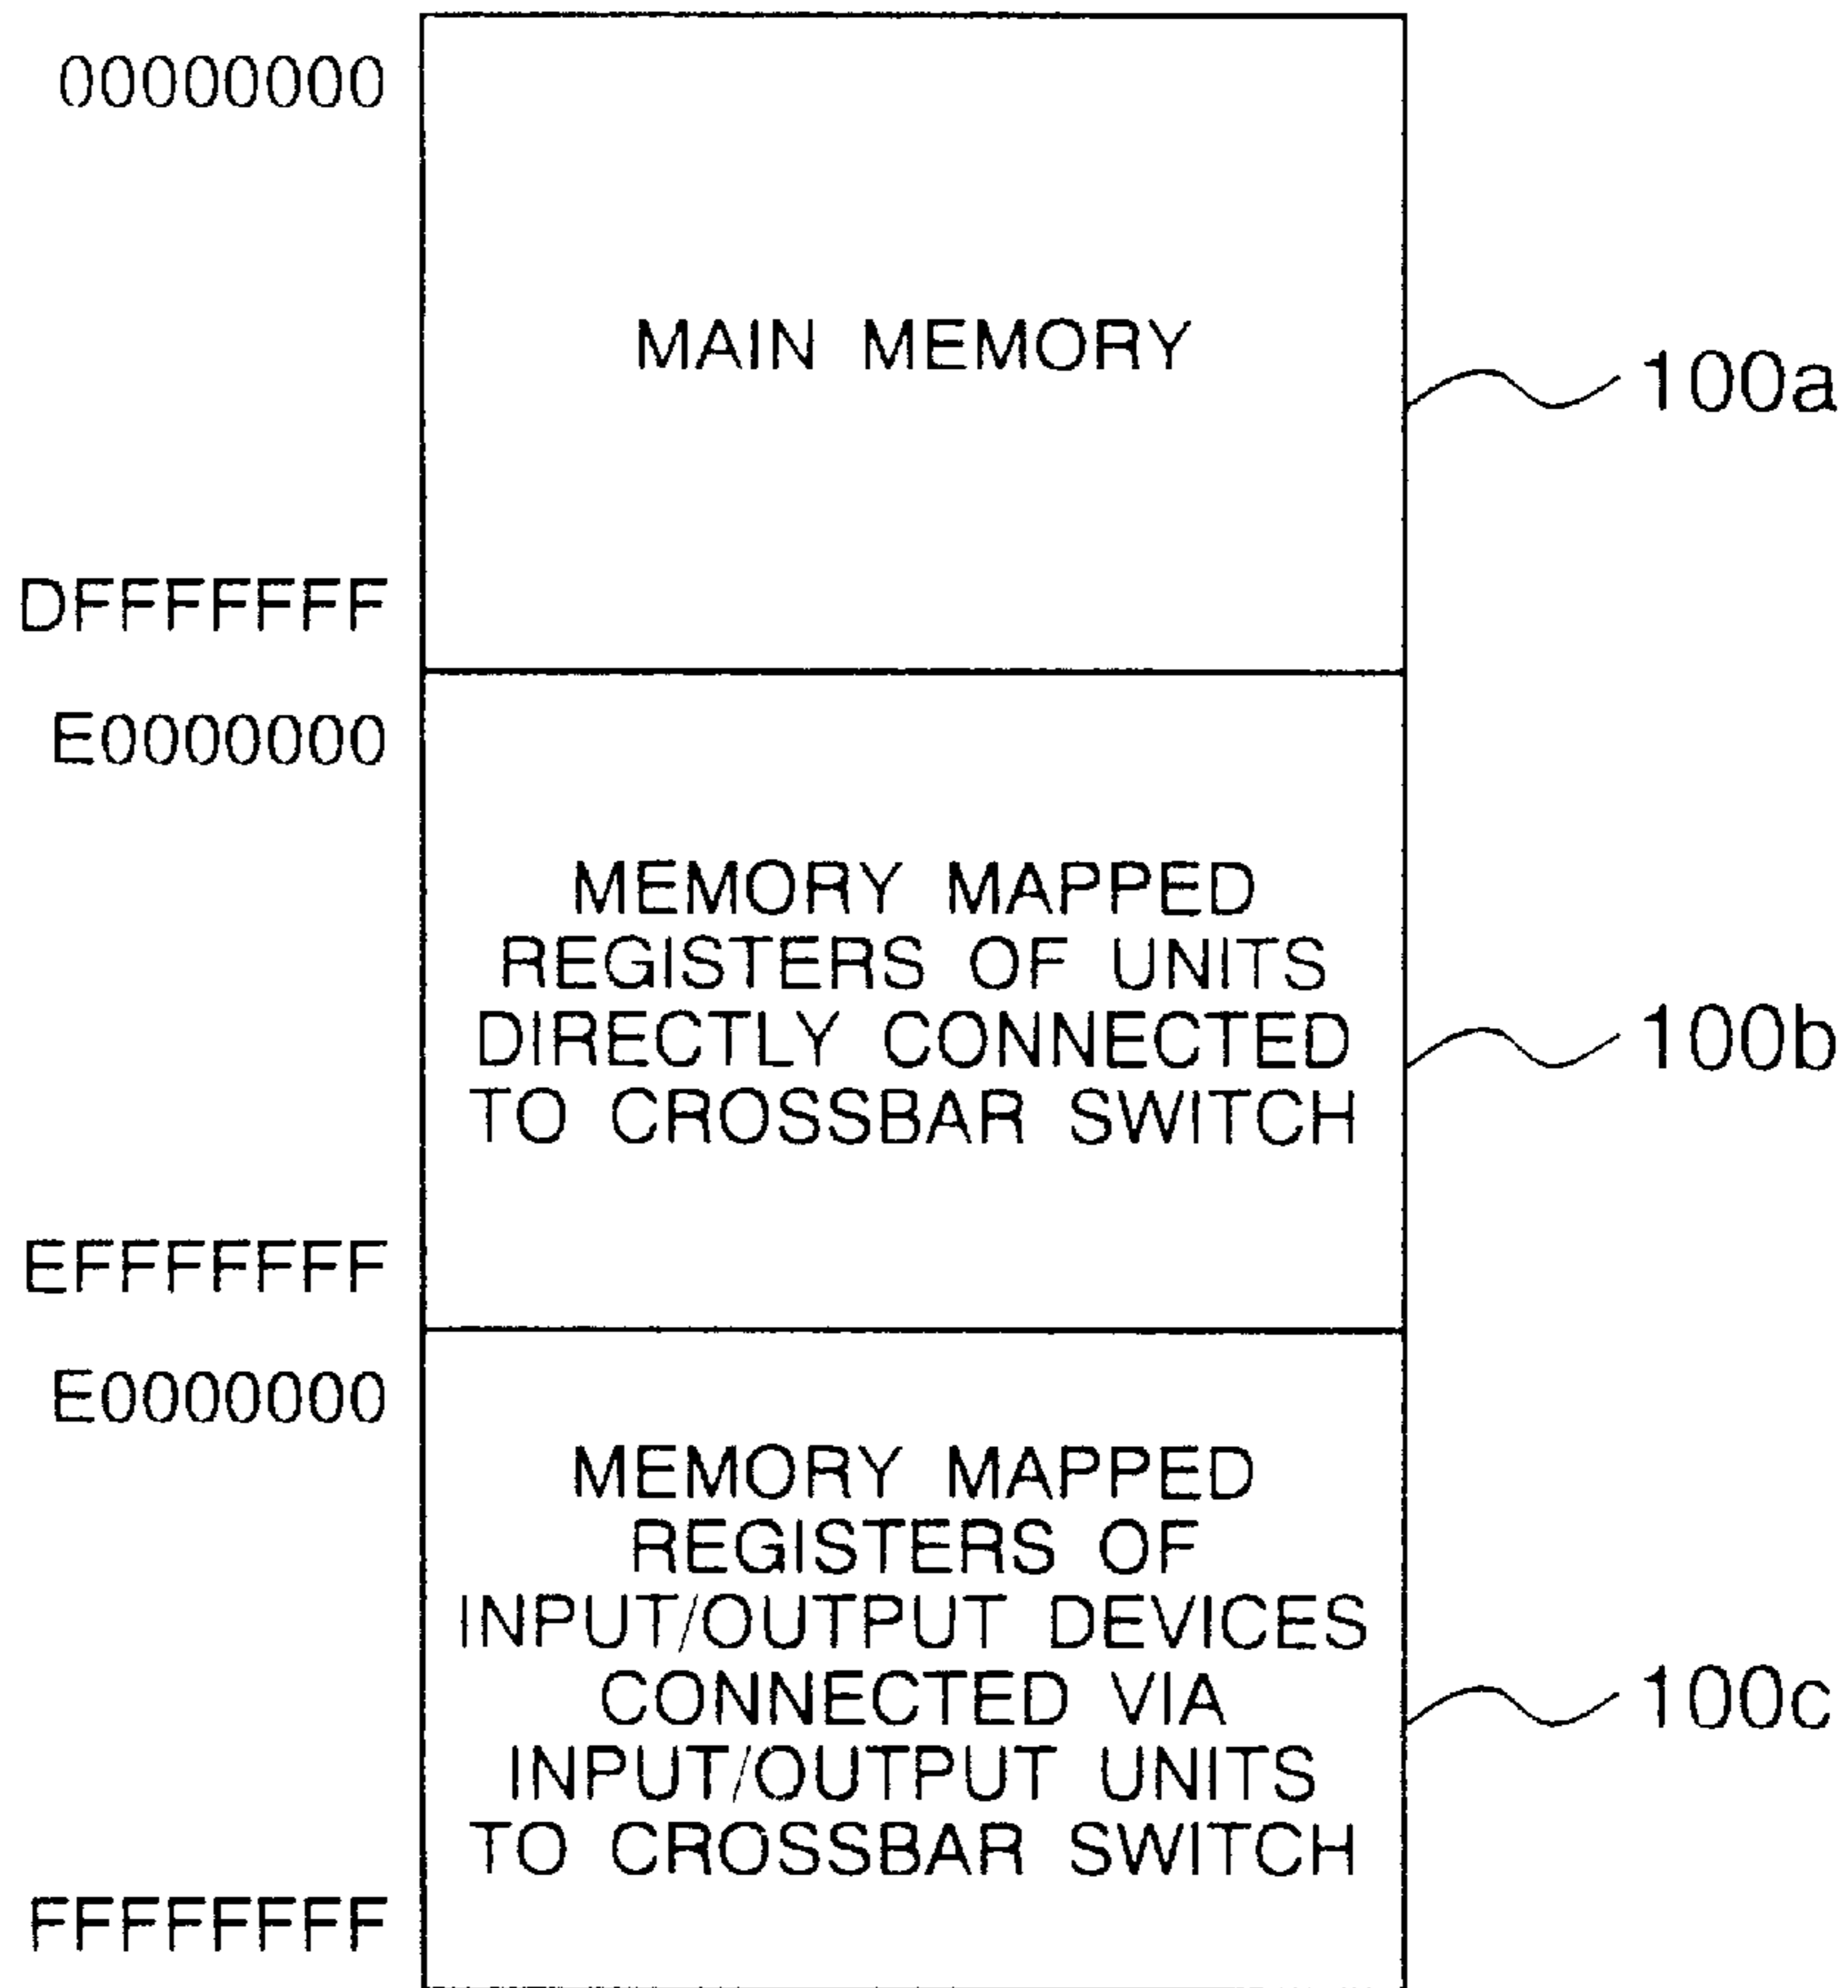 00000000
MAIN MEMORY
100a
DFFFFFFF
E0000000
MEMORY MAPPED
REGISTERS OF UNITS
DIRECTLY CONNECTED
TO CROSSBAR SWITCH
100b
EFFFFFFF
E0000000
MEMORY MAPPED
REGISTERS OF
INPUT/OUTPUT DEVICES
CONNECTED VIA
INPUT/OUTPUT UNITS
TO CROSSBAR SWITCH
100c
FFFFFFFF